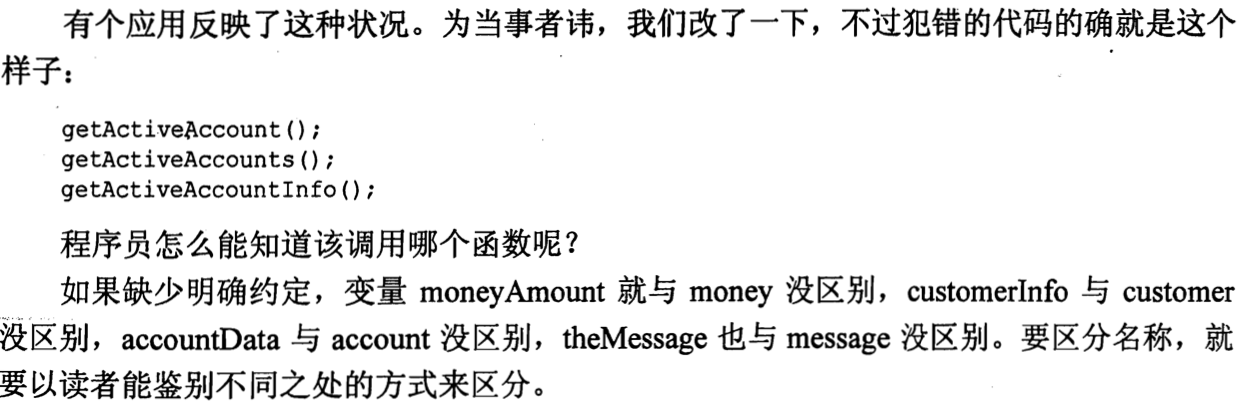 有个应用反映了这种状况。为当事者讳，我们改了一下，不过犯错的代码的确就是这个
样子：
getActiveAccount();
getActiveAccounts();
getActiveAccountInfo();
程序员怎么能知道该调用哪个函数呢？
如果缺少明确约定，变量 moneyAmount 就与 money 没区别，customerInfo 与 customer
没区别，accountData 与 account 没区别，theMessage 也与 message 没区别。要区分名称，就
要以读者能鉴别不同之处的方式来区分。